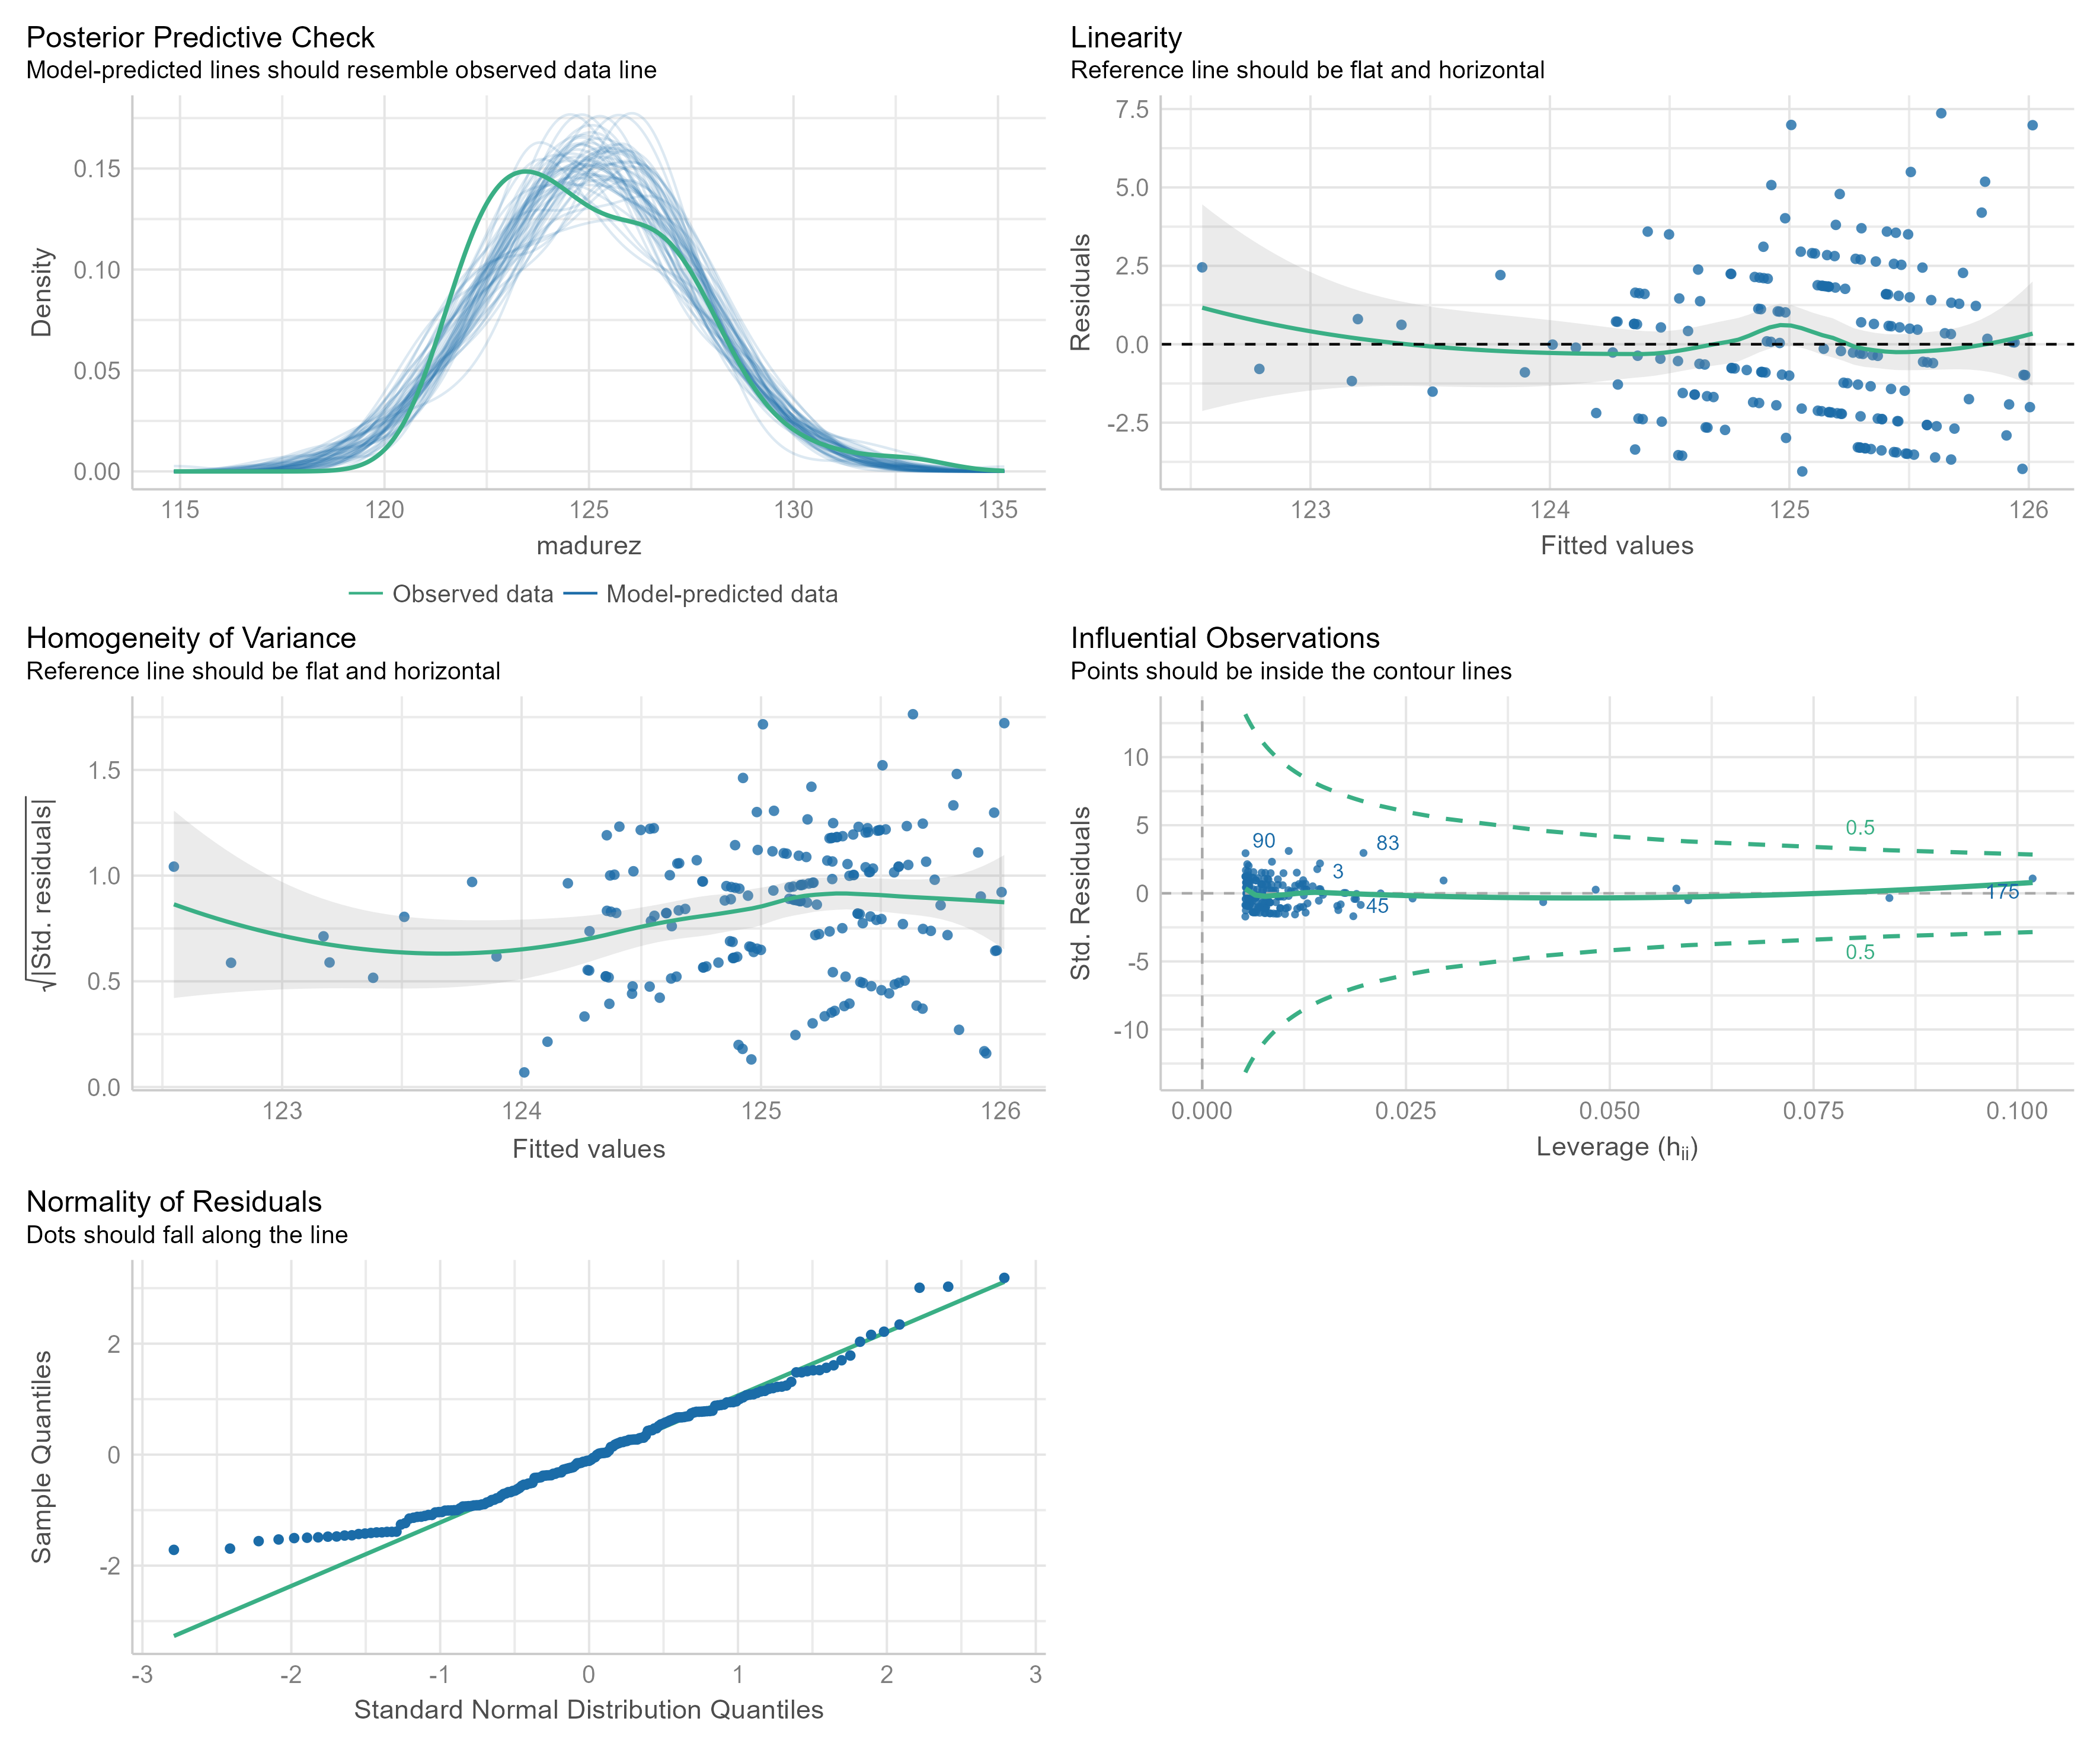 Posterior Predictive Check
Model-predicted lines should resemble observed data line
Density
0.15
0.10
0.05
0.00
115
120
125
130
135
madurez
Observed data
Model-predicted data
Linearity
Reference line should be flat and horizontal
Residuals
7.5
5.0
2.5
0.0
-2.5
123
124
125
126
Fitted values
Homogeneity of Variance
Reference line should be flat and horizontal
√|Std. residuals|
1.5
1.0
0.5
0.0
123
124
125
126
Fitted values
Influential Observations
Points should be inside the contour lines
Std. Residuals
10
5
0
-5
-10
90
83
3
45
175
0.5
0.5
0.000
0.025
0.050
0.075
0.100
Leverage (hᵢᵢ)
Normality of Residuals
Dots should fall along the line
Sample Quantiles
2
0
-2
-3
-2
-1
0
1
2
3
Standard Normal Distribution Quantiles